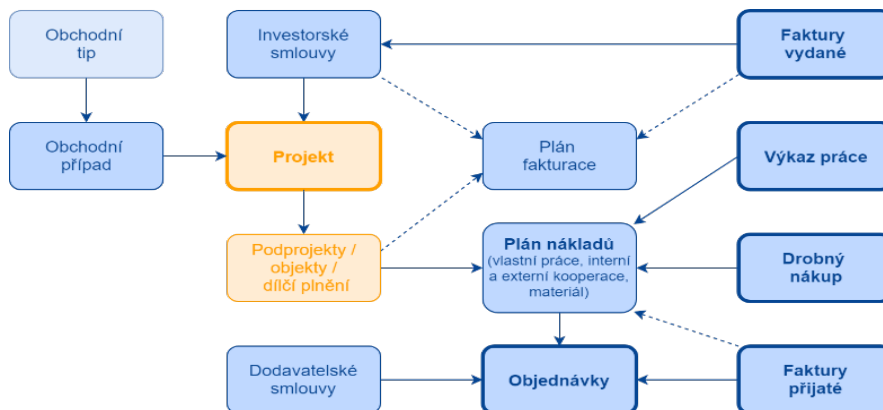 Obchodní
tip
Investorské
smlouvy
Faktury
vydané
Obchodní
případ
Projekt
Plán
fakturace
Výkaz práce
Podprojekty /
objekty /
dílčí plnění
Plán nákladů
(vlastní práce, interní
a externí kooperace,
materiál)
Drobný
nákup
Dodavatelské
smlouvy
Objednávky
Faktury
přijaté